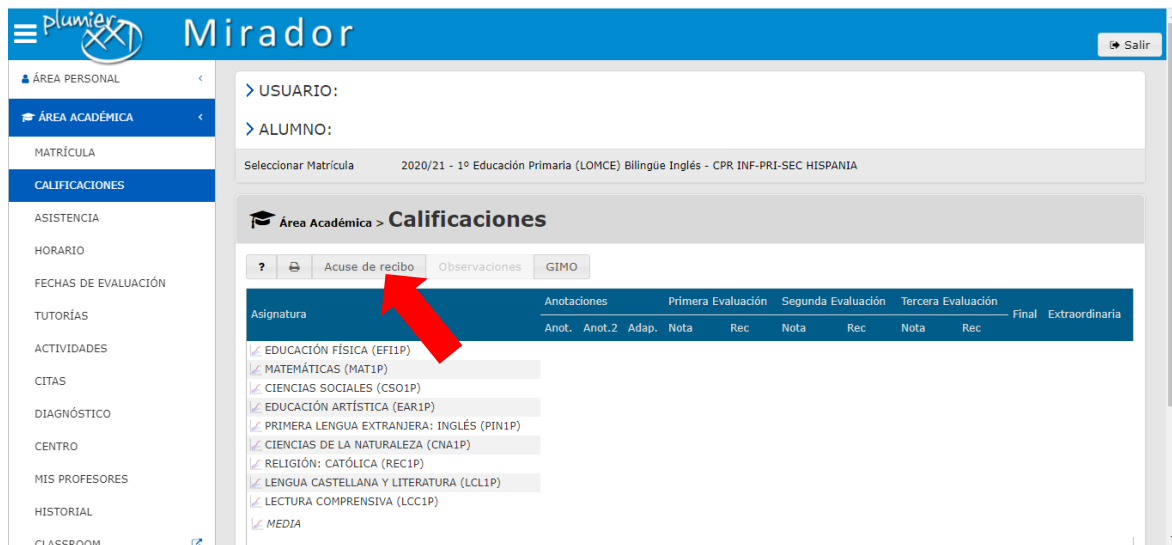 plumier XXI
Mirador
Salir
ÁREA PERSONAL
ÁREA ACADÉMICA
MATRÍCULA
CALIFICACIONES
ASISTENCIA
HORARIO
FECHAS DE EVALUACIÓN
TUTORÍAS
ACTIVIDADES
CITAS
DIAGNÓSTICO
CENTRO
MIS PROFESORES
HISTORIAL
CLASSROOM
USUARIO:
ALUMNO:
Seleccionar Matrícula 2020/21 - 1º Educación Primaria (LOMCE) Bilingüe Inglés - CPR INF-PRI-SEC HISPANIA
Área Académica > Calificaciones
? Acuse de recibo Observaciones GIMO
Asignatura Anotaciones Primera Evaluación Segunda Evaluación Tercera Evaluación Final Extraordinaria
Anot. Anot.2 Adap. Nota Rec Nota Rec Nota Rec
EDUCACIÓN FÍSICA (EFI1P)
MATEMÁTICAS (MAT1P)
CIENCIAS SOCIALES (CSO1P)
EDUCACIÓN ARTÍSTICA (EAR1P)
PRIMERA LENGUA EXTRANJERA: INGLÉS (PIN1P)
CIENCIAS DE LA NATURALEZA (CNA1P)
RELIGIÓN: CATÓLICA (REC1P)
LENGUA CASTELLANA Y LITERATURA (LCL1P)
LECTURA COMPRENSIVA (LCC1P)
MEDIA